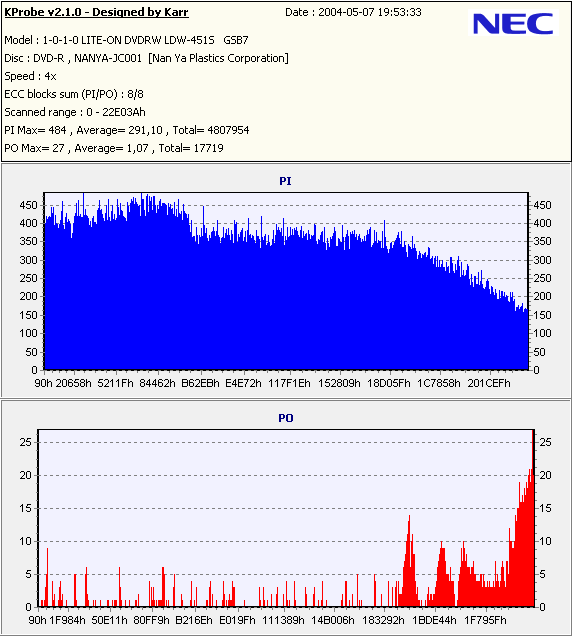 KProbe v2.1.0 - Designed by Karr
Date : 2004-05-07 19:53:33
NEC
Model : 1-0-1-0 LITE-ON DVDRW LDW-451S GSB7
Disc : DVD-R , NANYA-JC001 [Nan Ya Plastics Corporation]
Speed : 4x
ECC blocks sum (PI/PO) : 8/8
Scanned range : 0 - 22E03Ah
PI Max= 484 , Average= 291,10 , Total= 4807954
PO Max= 27 , Average= 1,07 , Total= 17719
PI
450 450
400 400
350 350
300 300
250 250
200 200
150 150
100 100
50 50
0 0
90h 20658h 5211Fh 84462h B62EBh E4E72h 117F1Eh 152809h 18D05Fh 1C7858h 201CEFh
PO
25 25
20 20
15 15
10 10
5 5
0 0
90h 1F984h 50E11h 80FF9h B216Eh E019Fh 111389h 14B006h 183292h 1BDE44h 1F795Fh